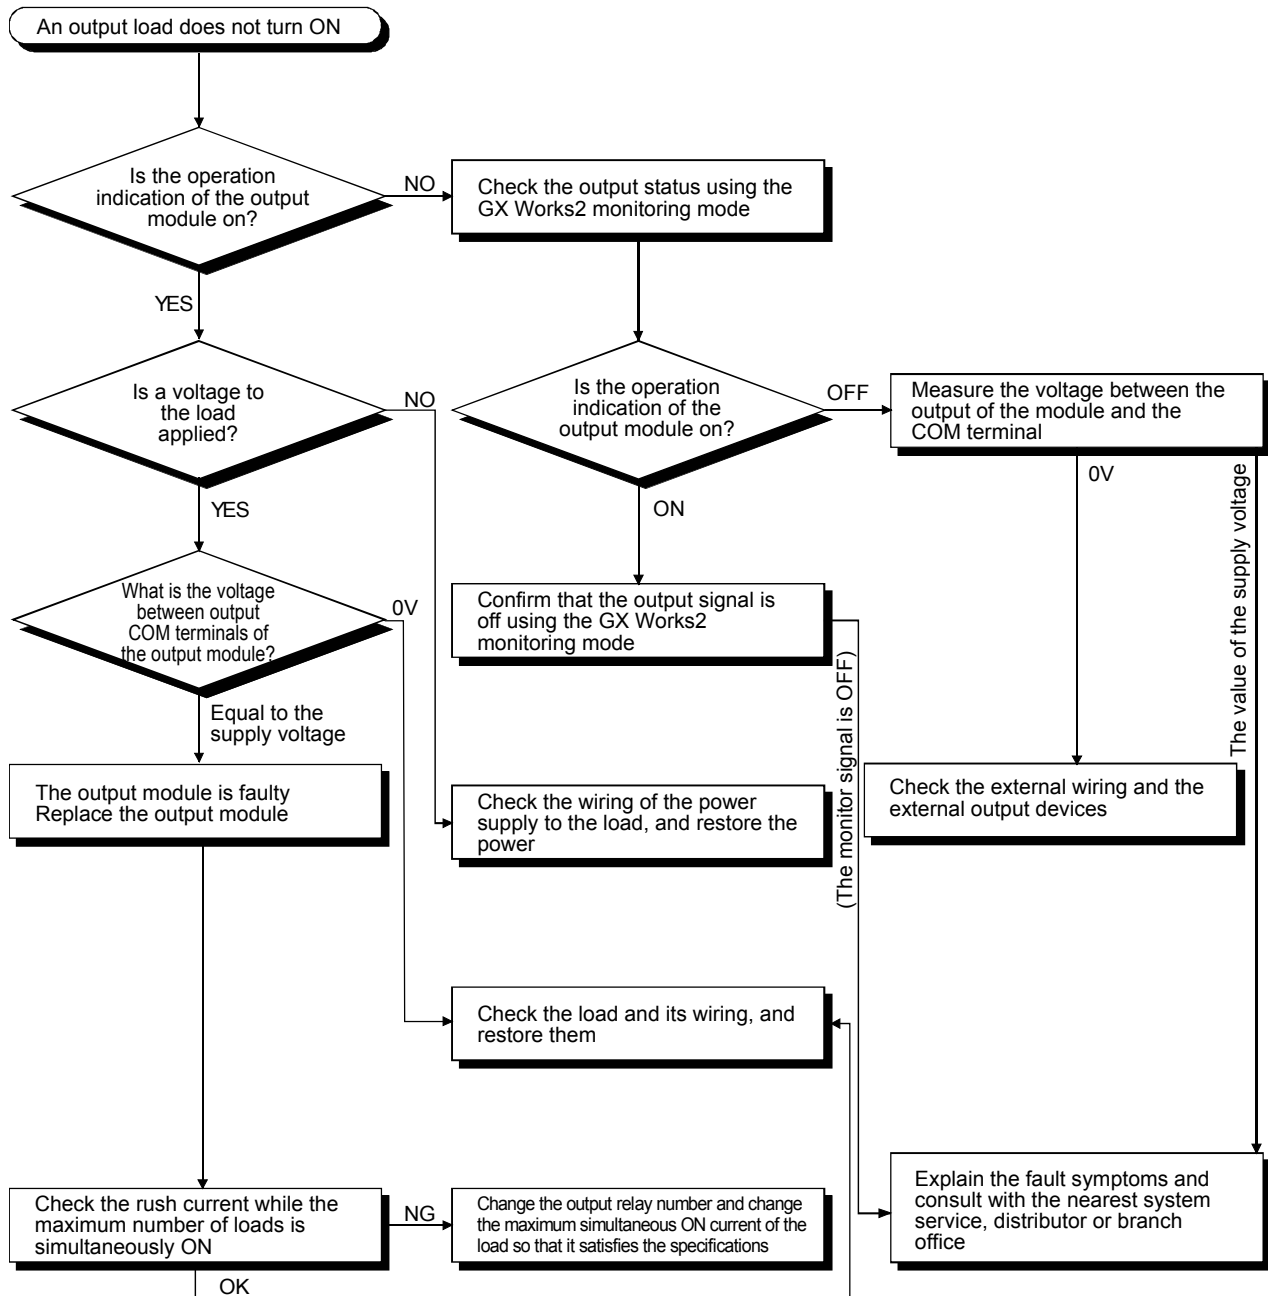 An output load does not turn ON
Is the operation
indication of the output
module on?
NO
Check the output status using the
GX Works2 monitoring mode
YES
Is a voltage to
the load
applied?
NO
Is the operation
indication of the
output module on?
OFF
Measure the voltage between the
output of the module and the
COM terminal
YES
ON
0V
The value of the supply voltage
What is the voltage
between output
COM terminals of
the output module?
0V
Confirm that the output signal is
off using the GX Works2
monitoring mode
(The monitor signal is OFF)
Equal to the
supply voltage
The output module is faulty
Replace the output module
Check the wiring of the power
supply to the load, and restore the
power
Check the external wiring and the
external output devices
Check the load and its wiring, and
restore them
Check the rush current while the
maximum number of loads is
simultaneously ON
NG
Change the output relay number and change
the maximum simultaneous ON current of the
load so that it satisfies the specifications
Explain the fault symptoms and
consult with the nearest system
service, distributor or branch
office
OK